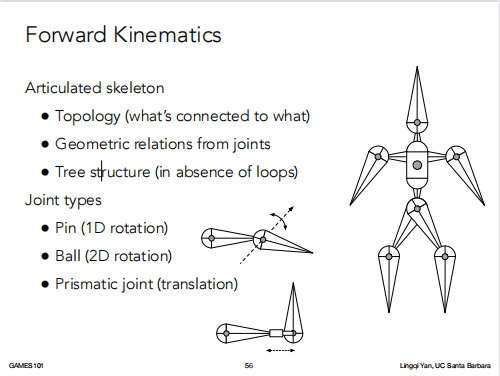 Forward Kinematics
Articulated skeleton
● Topology (what's connected to what)
● Geometric relations from joints
● Tree structure (in absence of loops)
Joint types
● Pin (1D rotation)
● Ball (2D rotation)
● Prismatic joint (translation)
GAMES101
56
Lingqi Yan, UC Santa Barbara